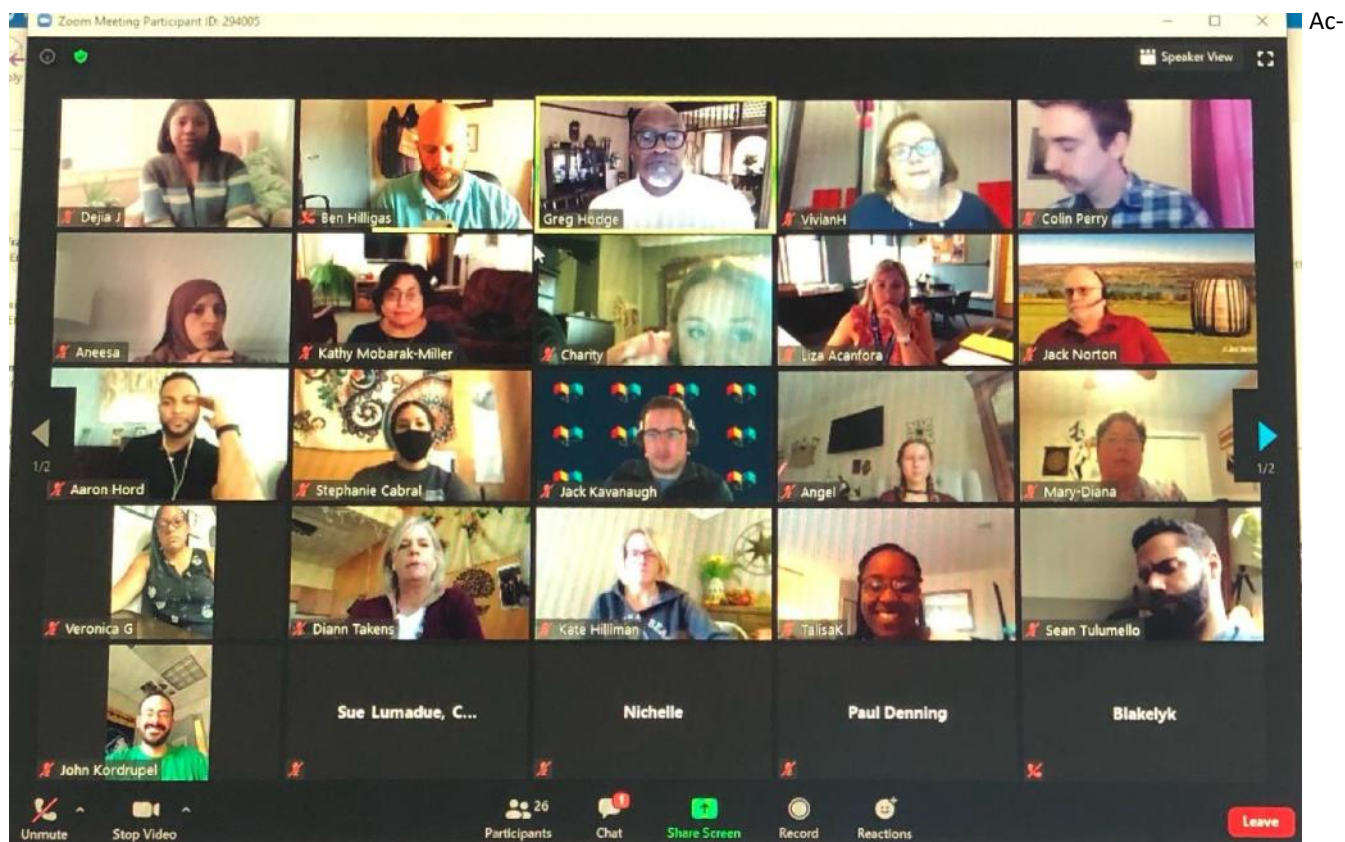 Zoom Meeting Participant ID: 294005
Ac-
Speaker View
Dejia J
Ben Hilligas
Greg Hodge
VivianH
Colin Perry
Aneesa
Kathy Mobarak-Miller
Charity
Liza Acanfora
Jack Norton
Aaron Hord
Stephanie Cabral
Jack Kavanaugh
Angel
Mary-Diana
1/2
1/2
Veronica G
Diann Takens
Kate Hilliman
TalisaK
Sean Tulumello
John Kordrupel
Sue Lumadue, C...
Nichelle
Paul Denning
Blakelyk
Unmute
Stop Video
26
Participants
Chat
Share Screen
Record
Reactions
Leave